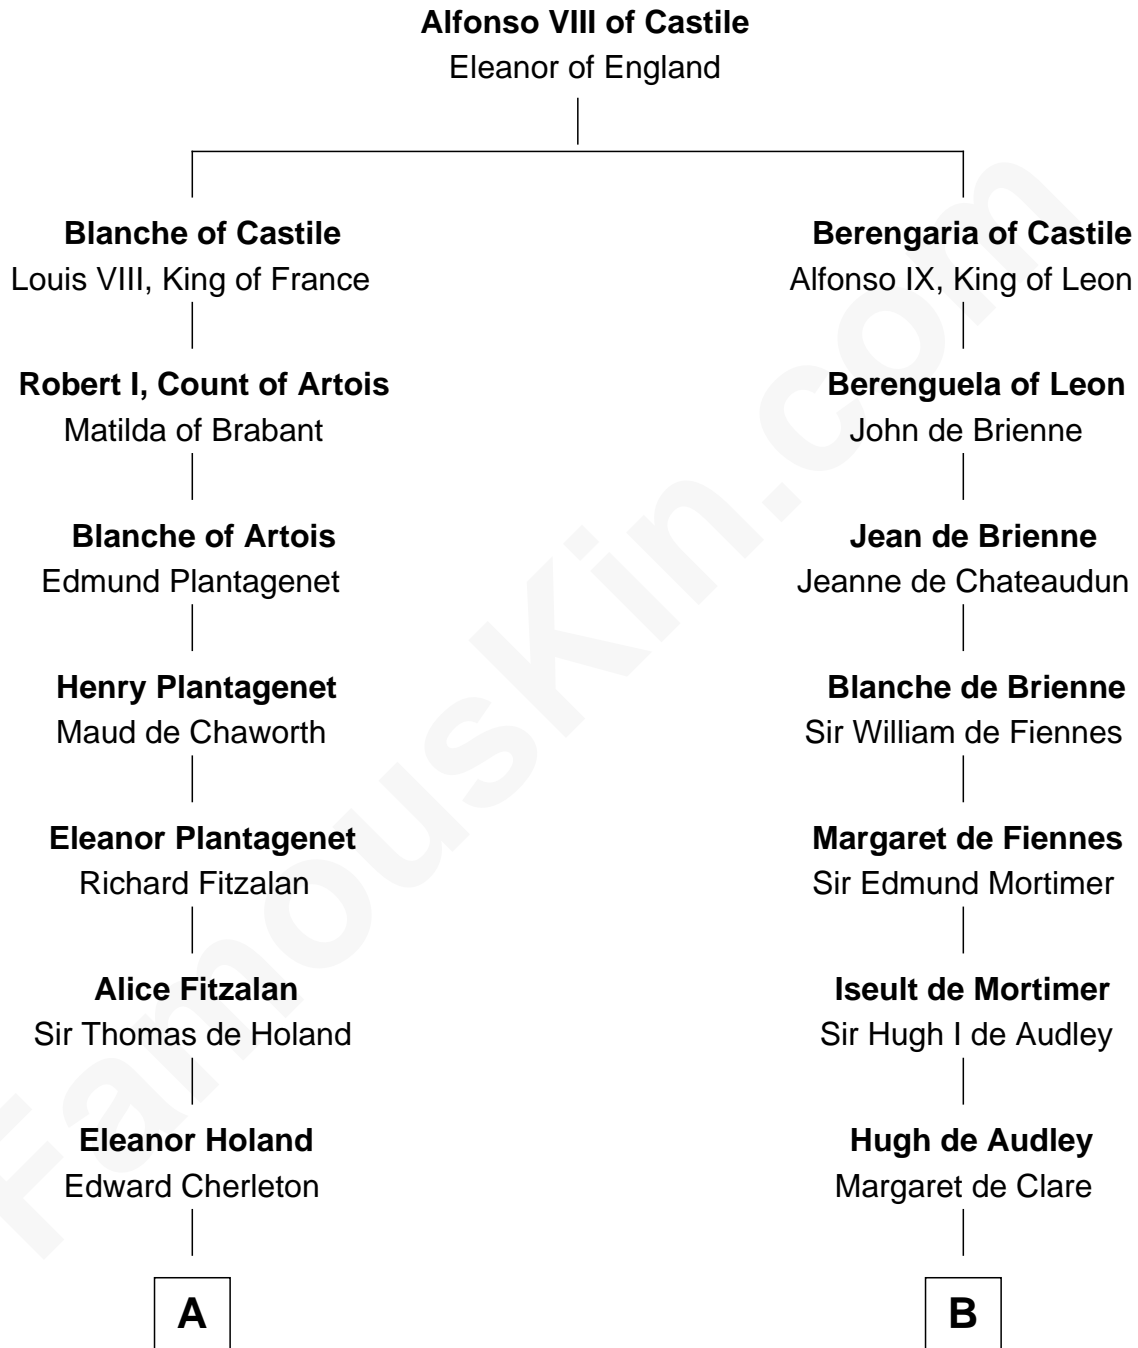 Alfonso VIII of Castile
Eleanor of England
Blanche of Castile
Louis VIII, King of France
Berengaria of Castile
Alfonso IX, King of Leon
Robert I, Count of Artois
Matilda of Brabant
Berenguela of Leon
John de Brienne
Blanche of Artois
Edmund Plantagenet
Jean de Brienne
Jeanne de Chateaudun
Henry Plantagenet
Maud de Chaworth
Blanche de Brienne
Sir William de Fiennes
Eleanor Plantagenet
Richard Fitzalan
Margaret de Fiennes
Sir Edmund Mortimer
Alice Fitzalan
Sir Thomas de Holand
Iseult de Mortimer
Sir Hugh I de Audley
Eleanor Holand
Edward Cherleton
Hugh de Audley
Margaret de Clare
A
B
FamousKin.com